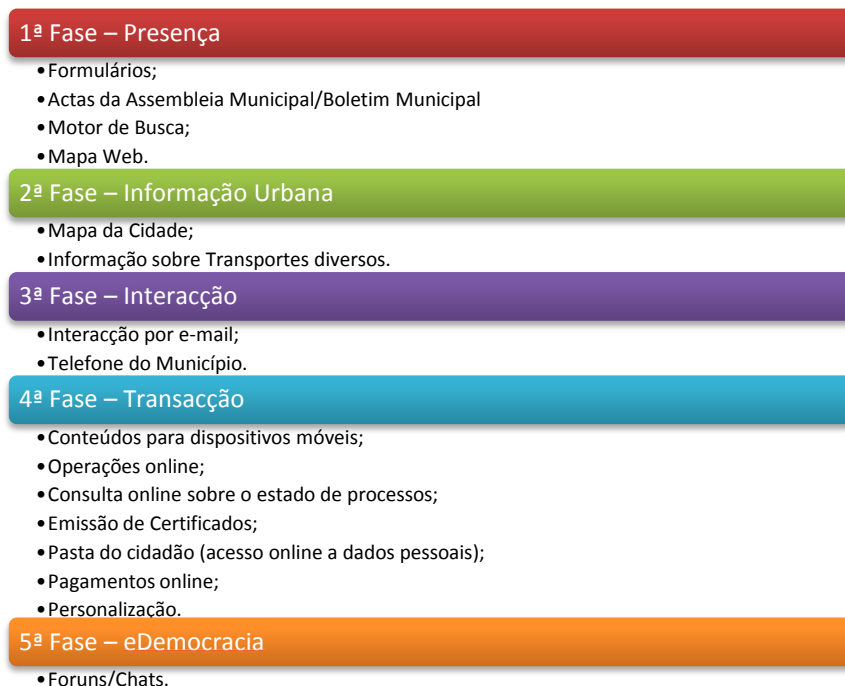 1ª Fase – Presença
•Formulários;
•Actas da Assembleia Municipal/Boletim Municipal
•Motor de Busca;
•Mapa Web.
2ª Fase – Informação Urbana
•Mapa da Cidade;
•Informação sobre Transportes diversos.
3ª Fase – Interacção
•Interacção por e-mail;
•Telefone do Município.
4ª Fase – Transacção
•Conteúdos para dispositivos móveis;
•Operações online;
•Consulta online sobre o estado de processos;
•Emissão de Certificados;
•Pasta do cidadão (acesso online a dados pessoais);
•Pagamentos online;
•Personalização.
5ª Fase – eDemocracia
•Foruns/Chats.